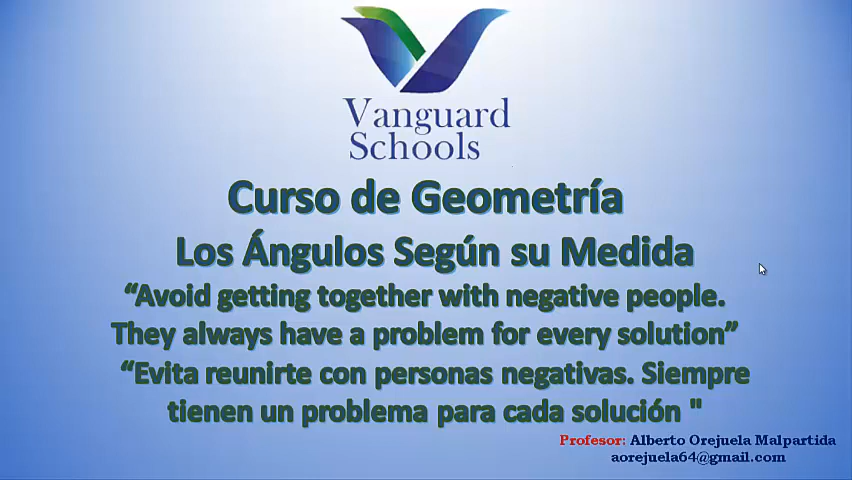 Vanguard
Schools
Curso de Geometría
Los Ángulos Según su Medida
“Avoid getting together with negative people.
They always have a problem for every solution”
“Evita reunirte con personas negativas. Siempre
tienen un problema para cada solución "
Profesor: Alberto Orejuela Malpartida
aorejuela64@gmail.com